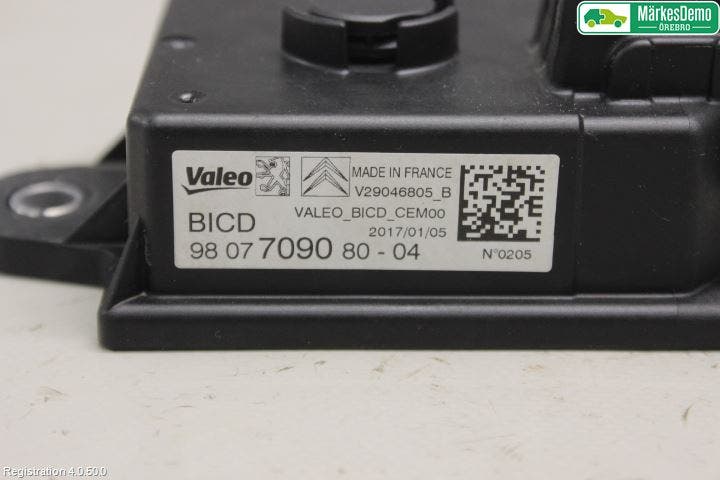 MärkesDemo
ÖREBRO
Valeo
MADE IN FRANCE
V29046805_B
BICD
VALEO_BICD_CEM00
2017/01/05
98 07 7090 80 - 04
N°0205
Registration 4.0.50.0